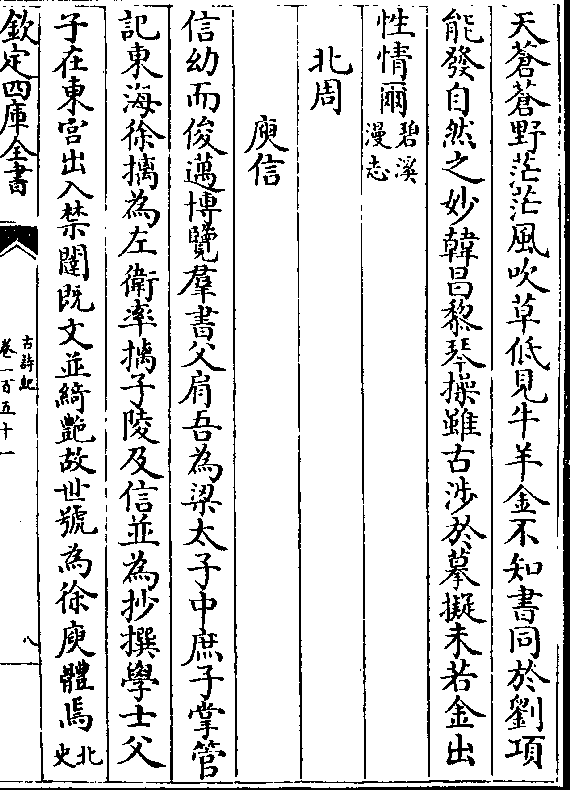 天蒼蒼野茫茫風吹草低見牛羊金不知書同於劉項
能發自然之妙韓昌黎琴操雖古涉於摹擬未若金出
性情爾碧溪漫志
北周
庾信
信幼而俊邁博覽羣書父肩吾為梁太子中庶子掌管
記東海徐摛為左衛率摛子陵及信並為抄撰學士父
子在東宮出入禁闥既文並綺艷故世號為徐庾體焉北史
欽定四庫全書
古詩紀
卷一百五十一
八